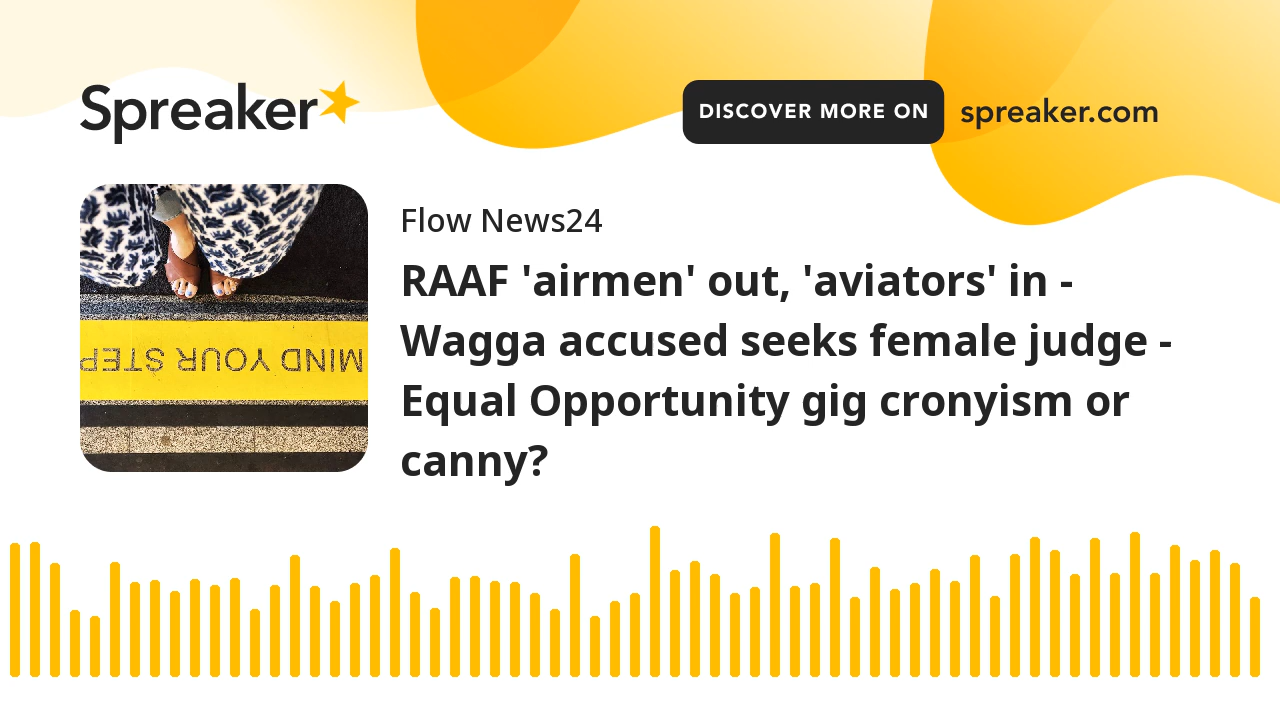 Spreaker
DISCOVER MORE ON spreaker.com
Flow News24
RAAF 'airmen' out, 'aviators' in -
Wagga accused seeks female judge -
Equal Opportunity gig cronyism or
canny?
MIND YOUR STEP